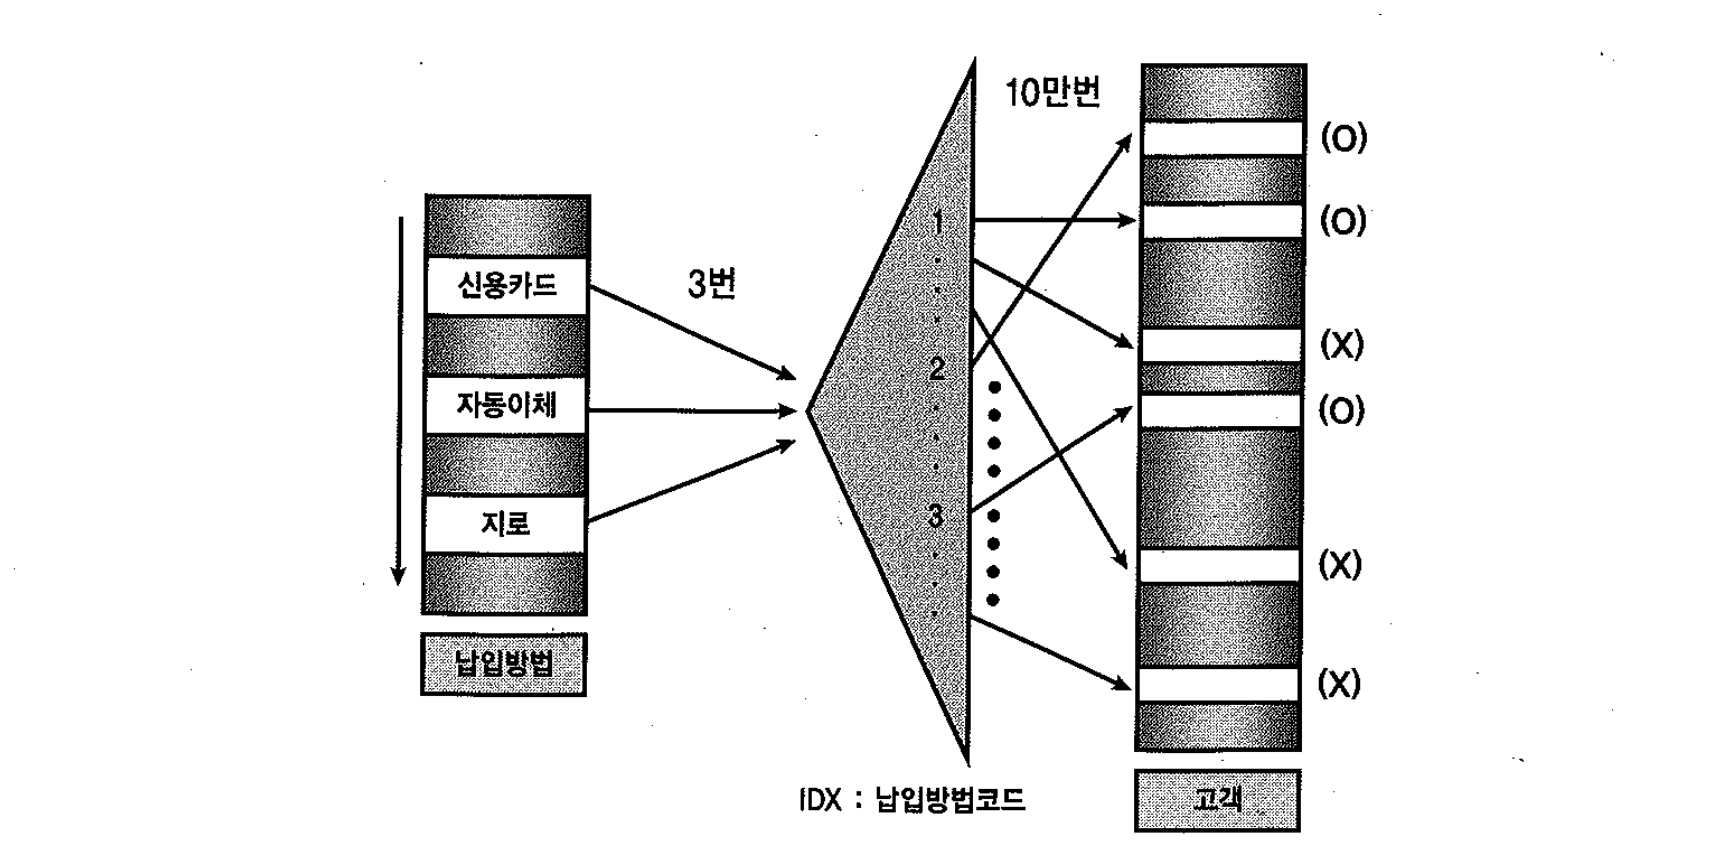 10만번
(O)
(O)
(X)
(O)
(X)
(X)
신용카드
자동이체
지로
납입방법
3번
1
2
3
IDX : 납입방법코드
고객